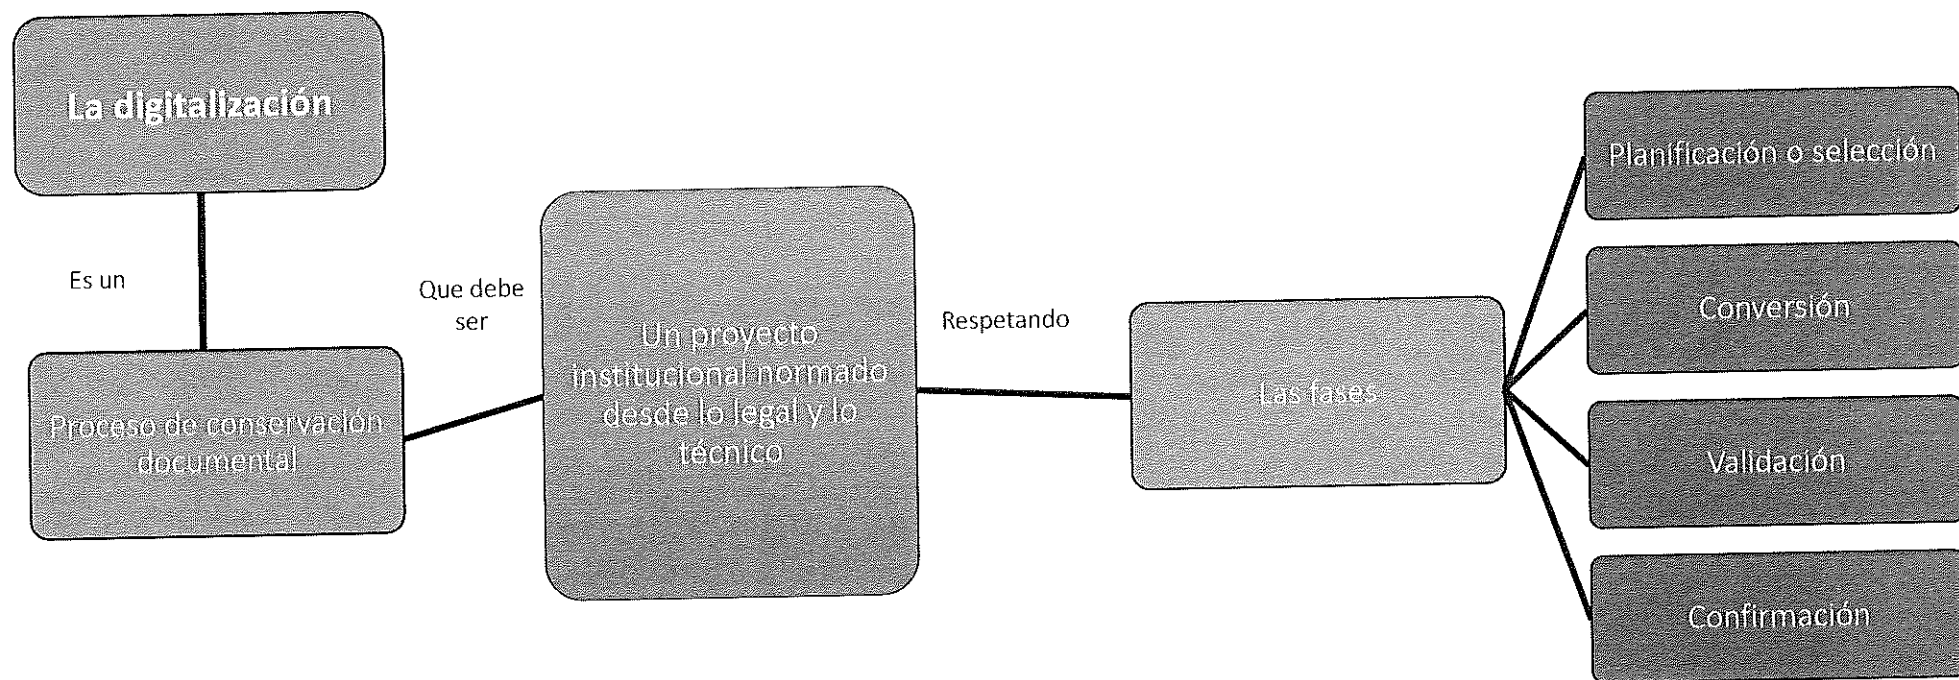 La digitalización
Es un
Proceso de conservación
documental
Que debe
ser
Un proyecto
institucional normado
desde lo legal y lo
técnico
Respetando
Las fases
Planificación o selección
Conversión
Validación
Confirmación